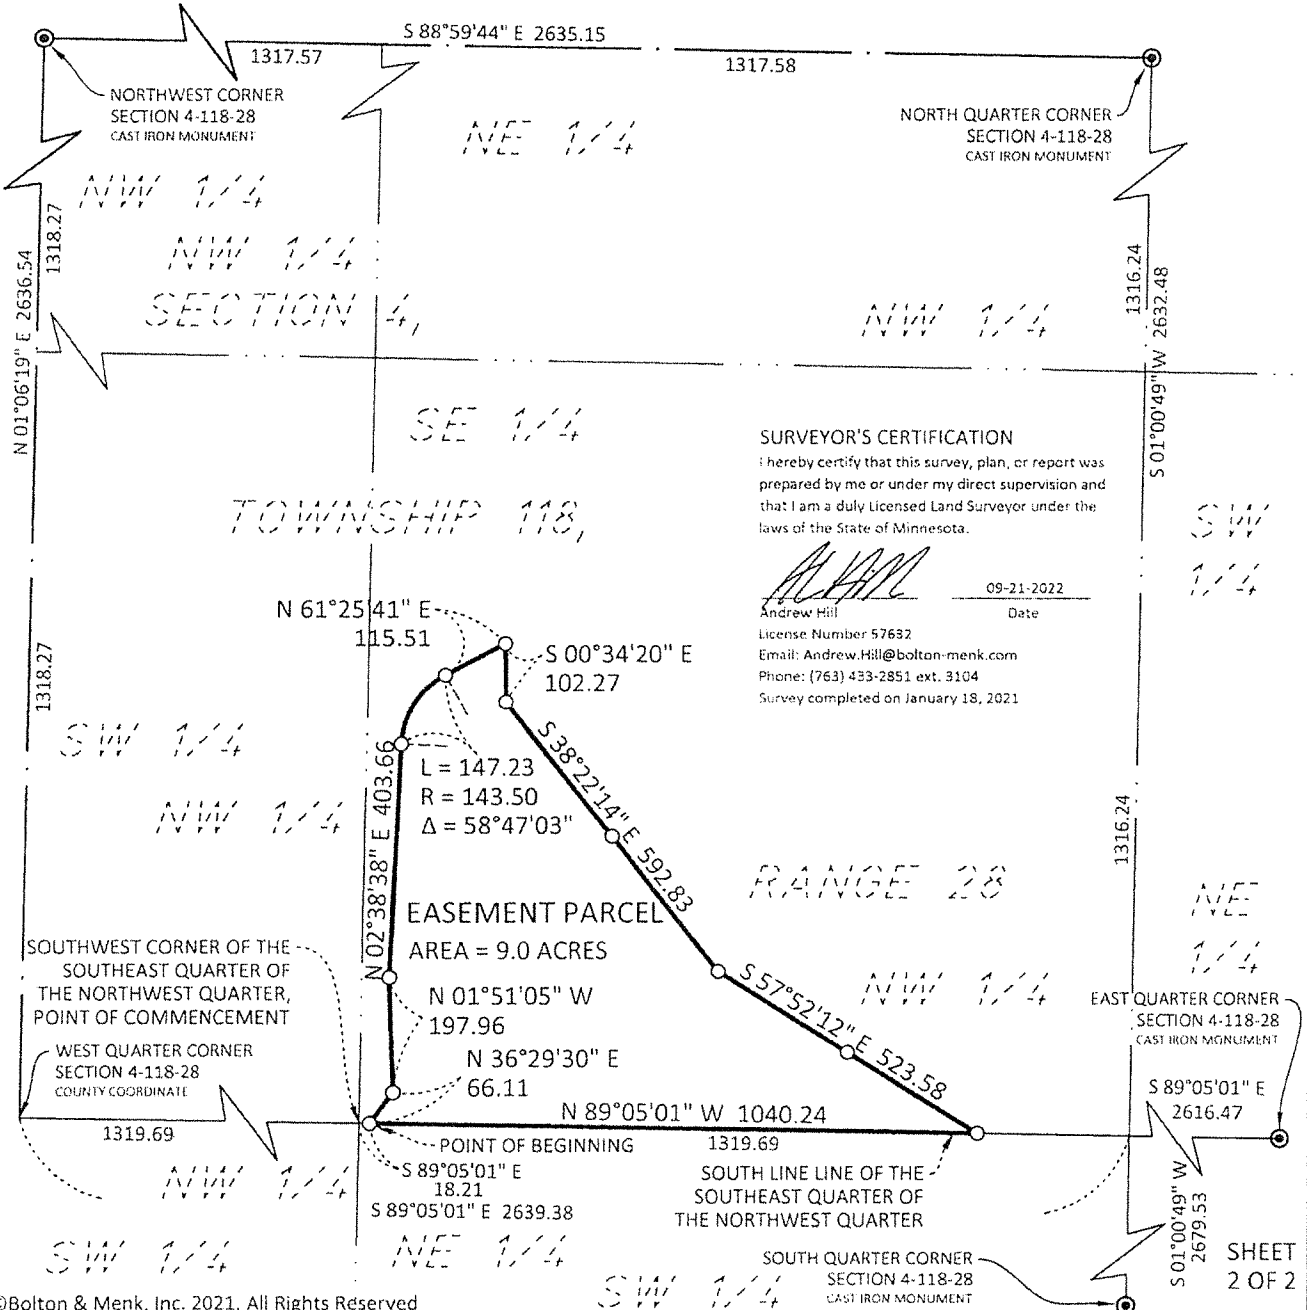 S 88°59'44" E 2635.15
1317.57
1317.58
NORTHWEST CORNER
SECTION 4-118-28
CAST IRON MONUMENT
NORTH QUARTER CORNER
SECTION 4-118-28
CAST IRON MONUMENT
NE 1/4
NW 1/4
NW 1/4
SECTION 4,
NW 1/4
N 01°06'19" E 2636.54
1318.27
1316.24
S 01°00'49" W 2632.48
SE 1/4
TOWNSHIP 118,
SURVEYOR'S CERTIFICATION
I hereby certify that this survey, plan, or report was
prepared by me or under my direct supervision and
that I am a duly Licensed Land Surveyor under the
laws of the State of Minnesota.
09-21-2022
Andrew Hill
Date
License Number 57632
Email: Andrew.Hill@bolton-menk.com
Phone: (763) 433-2851 ext. 3104
Survey completed on January 18, 2021
SW
1/4
N 61°25'41" E
115.51
S 00°34'20" E
102.27
1318.27
SW 1/4
NW 1/4
N 02°38'38" E 403.66
L = 147.23
R = 143.50
Δ = 58°47'03"
S 38°22'14" E 592.83
1316.24
RANGE 28
NE
1/4
EASEMENT PARCEL
AREA = 9.0 ACRES
SOUTHWEST CORNER OF THE
SOUTHEAST QUARTER OF
THE NORTHWEST QUARTER,
POINT OF COMMENCEMENT
N 01°51'05" W
197.96
S 57°52'12" E 523.58
NW 1/4
EAST QUARTER CORNER
SECTION 4-118-28
CAST IRON MONUMENT
WEST QUARTER CORNER
SECTION 4-118-28
COUNTY COORDINATE
N 36°29'30" E
66.11
S 89°05'01" E
2616.47
N 89°05'01" W 1040.24
1319.69
1319.69
POINT OF BEGINNING
S 89°05'01" E
18.21
S 89°05'01" E 2639.38
SOUTH LINE LINE OF THE
SOUTHEAST QUARTER OF
THE NORTHWEST QUARTER
NW 1/4
SW 1/4
NE 1/4
SW 1/4
SOUTH QUARTER CORNER
SECTION 4-118-28
CAST IRON MONUMENT
S 01°00'49" W
2679.53
SHEET
2 OF 2
©Bolton & Menk, Inc. 2021, All Rights Reserved